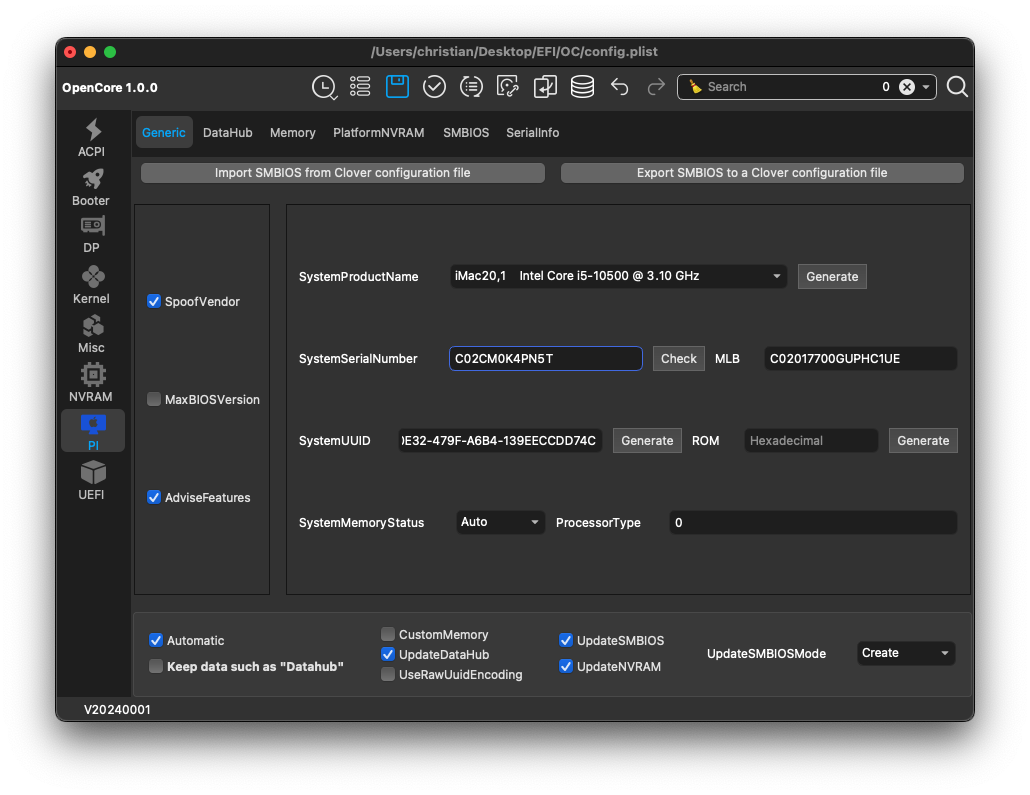 /Users/christian/Desktop/EFI/OC/config.plist
OpenCore 1.0.0
Search 0
ACPI
Booter
DP
Kernel
Misc
NVRAM
PI
UEFI
Generic DataHub Memory PlatformNVRAM SMBIOS SerialInfo
Import SMBIOS from Clover configuration file Export SMBIOS to a Clover configuration file
SpoofVendor
MaxBIOSVersion
AdviseFeatures
SystemProductName iMac20,1 Intel Core i5-10500 @ 3.10 GHz Generate
SystemSerialNumber C02CM0K4PN5T Check MLB C02017700GUPHC1UE
SystemUUID E32-479F-A6B4-139EECCDD74C Generate ROM Hexadecimal Generate
SystemMemoryStatus Auto ProcessorType 0
Automatic
Keep data such as "Datahub"
CustomMemory
UpdateDataHub
UseRawUuidEncoding
UpdateSMBIOS
UpdateNVRAM
UpdateSMBIOSMode Create
V20240001